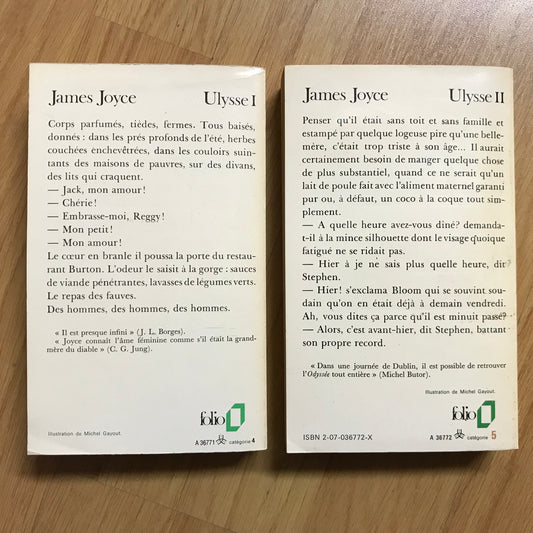 James Joyce Ulysse I
Corps parfumés, tièdes, fermes. Tous baisés,
donnés : dans les prés profonds de l'été, herbes
couchées enchevêtrées, dans les couloirs suin-
tants des maisons de pauvres, sur des divans,
des lits qui craquent.
— Jack, mon amour !
— Chérie !
— Embrasse-moi, Reggy !
— Mon petit !
— Mon amour !
Le cœur en branle il poussa la porte du restau-
rant Burton. L'odeur le saisit à la gorge : sauces
de viande pénétrantes, lavasses de légumes verts.
Le repas des fauves.
Des hommes, des hommes, des hommes.
« Il est presque infini » (J. L. Borges).
« Joyce connaît l'âme féminine comme s'il était la grand-
mère du diable » (C. G. Jung).
Illustration de Michel Gayout.
folio
A 36771 catégorie 4
James Joyce Ulysse II
Penser qu'il était sans toit et sans famille et
estampé par quelque logeuse pire qu'une belle-
mère, c'était trop triste à son âge... Il aurait
certainement besoin de manger quelque chose
de plus substantiel, quand ce ne serait qu'un
lait de poule fait avec l'aliment maternel garanti
pur ou, à défaut, un coco à la coque tout sim-
plement.
— A quelle heure avez-vous dîné? demanda-
t-il à la mince silhouette dont le visage quoique
fatigué ne se ridait pas.
— Hier à je ne sais plus quelle heure, dit
Stephen.
— Hier! s'exclama Bloom qui se souvint sou-
dain qu'on en était déjà à demain vendredi.
Ah, vous dites ça parce qu'il est minuit passé?
— Alors, c'est avant-hier, dit Stephen, battant
son propre record.
« Dans une journée de Dublin, il est possible de retrouver
l'Odyssée tout entière » (Michel Butor).
Illustration de Michel Gayout.
folio
ISBN 2-07-036772-X A 36772 catégorie 5